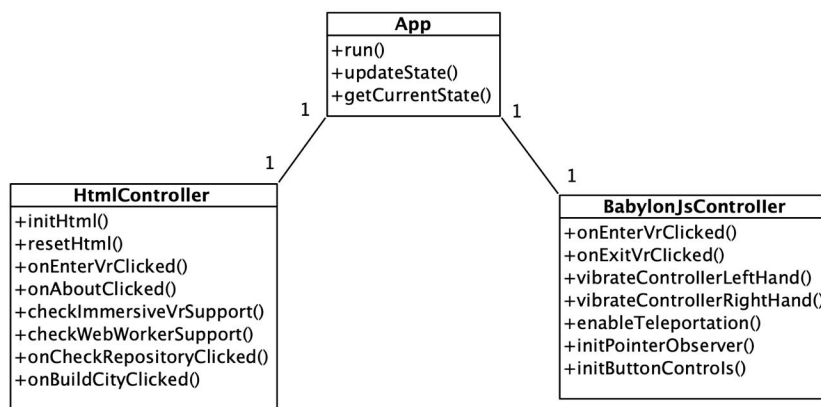 App
+run()
+updateState()
+getCurrentState()
1
1
1
1
HtmlController
+initHtml()
+resetHtml()
+onEnterVrClicked()
+onAboutClicked()
+checkImmersiveVrSupport()
+checkWebWorkerSupport()
+onCheckRepositoryClicked()
+onBuildCityClicked()
BabylonJsController
+onEnterVrClicked()
+onExitVrClicked()
+vibrateControllerLeftHand()
+vibrateControllerRightHand()
+enableTeleportation()
+initPointerObserver()
+initButtonControls()